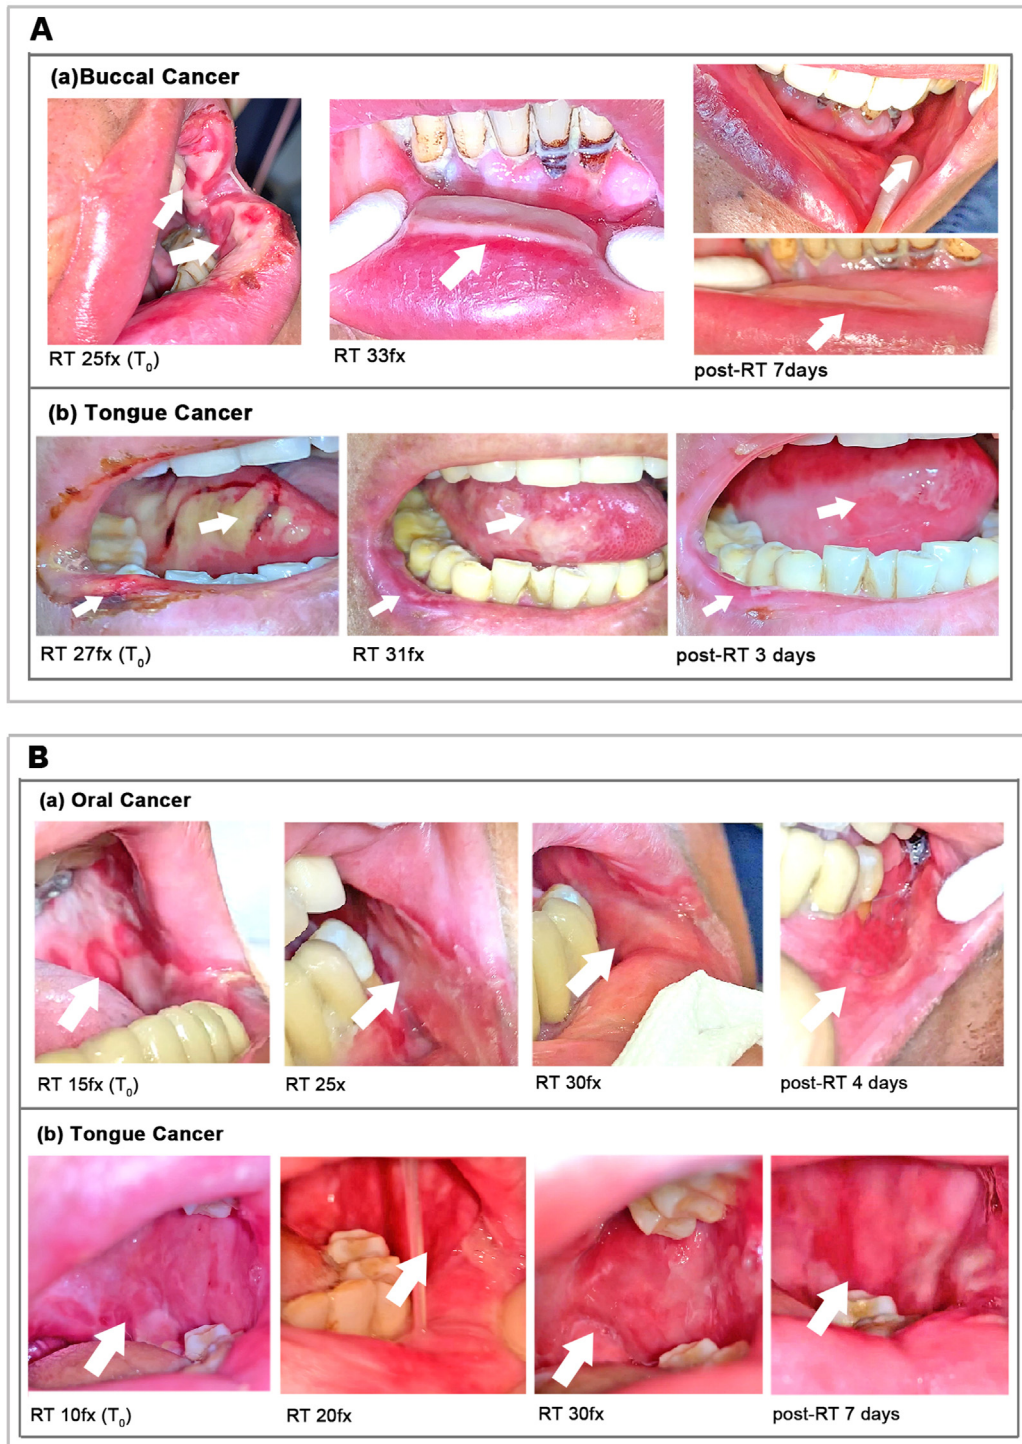 A
(a)Buccal Cancer
RT 25fx (T0)
RT 33fx
post-RT 7days
(b) Tongue Cancer
RT 27fx (T0)
RT 31fx
post-RT 3 days
B
(a) Oral Cancer
RT 15fx (T0)
RT 25x
RT 30fx
post-RT 4 days
(b) Tongue Cancer
RT 10fx (T0)
RT 20fx
RT 30fx
post-RT 7 days